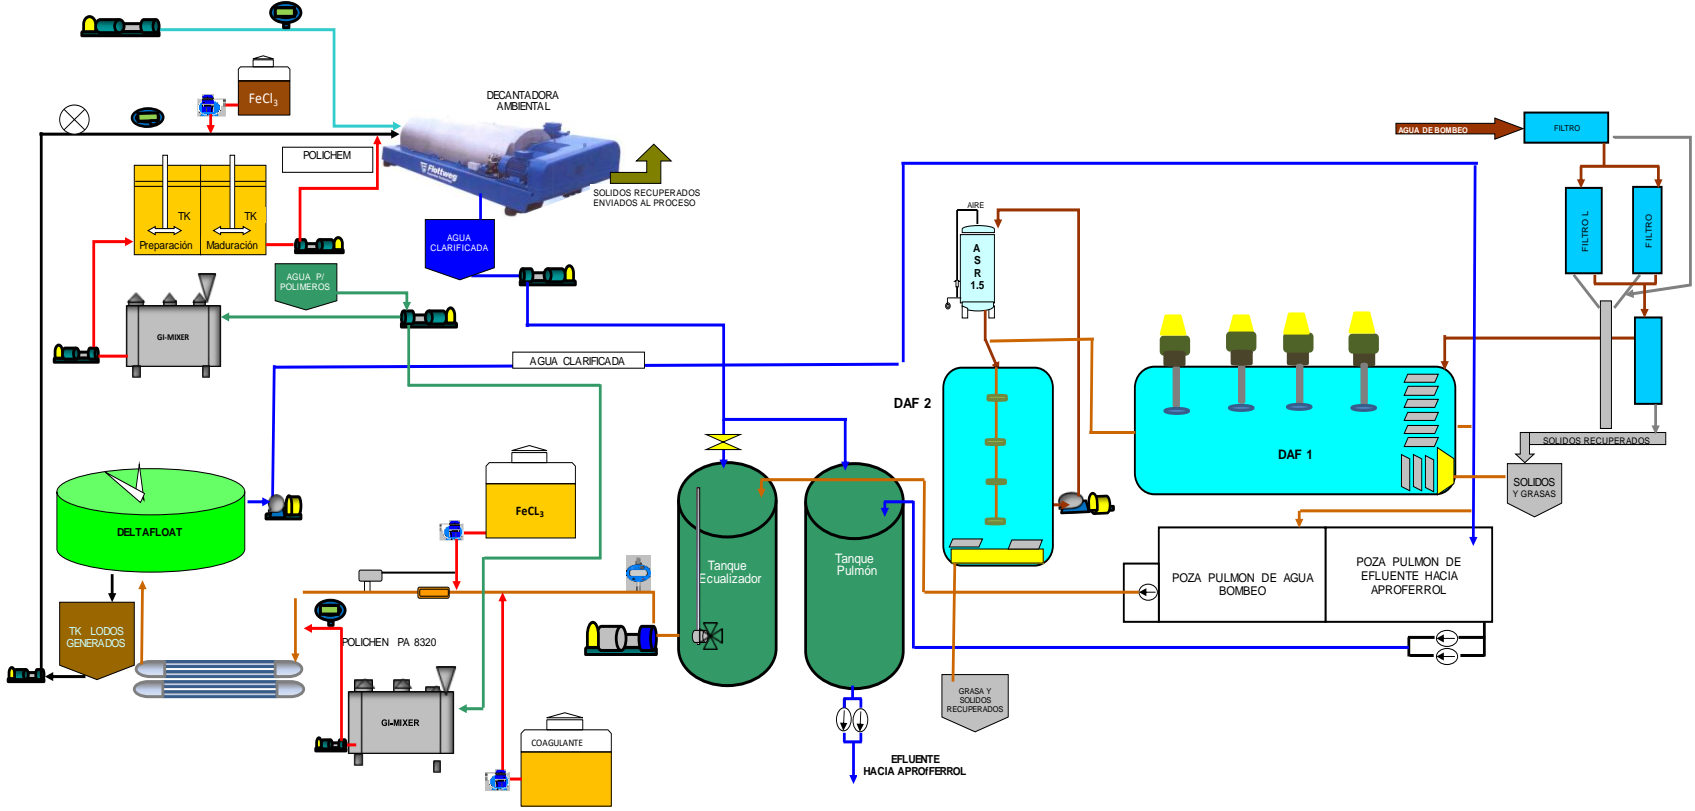 DECANTADORA
AMBIENTAL
FeCl3
POLICHEM
Flottweg
SOLIDOS RECUPERADOS
ENVIADOS AL PROCESO
TK
TK
Preparación
Maduración
AGUA
CLARIFICADA
AGUA P/
POLIMEROS
GI-MIXER
AGUA CLARIFICADA
AIRE
A
S
R
1.5
AGUA DE BOMBEO
FILTRO
FILTRO L
FILTRO
DAF 2
DAF 1
SOLIDOS RECUPERADOS
SOLIDOS
Y GRASAS
DELTAFLOAT
FeCL3
Tanque
Ecualizador
Tanque
Pulmón
POZA PULMON DE AGUA
BOMBEO
POZA PULMON DE
EFLUENTE HACIA
APROFERROL
TK LODOS
GENERADOS
POLICHEN PA 8320
GI-MIXER
GRASA Y
SOLIDOS
RECUPERADOS
COAGULANTE
EFLUENTE
HACIA APROfFERROL